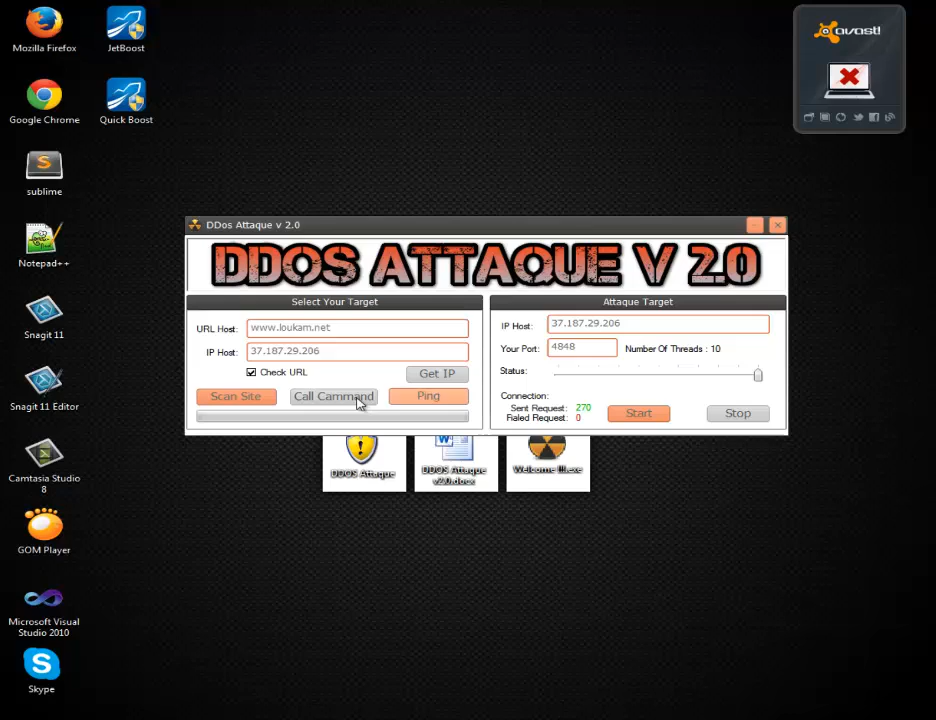 Mozilla Firefox
JetBoost
Google Chrome
Quick Boost
sublime
Notepad++
Snagit 11
Snagit 11 Editor
Camtasia Studio
8
GOM Player
Microsoft Visual
Studio 2010
Skype
avast!
DDos Attaque v 2.0
DDOS ATTAQUE V 2.0
Select Your Target
URL Host:
www.loukam.net
IP Host:
37.187.29.206
Check URL
Get IP
Scan Site
Call Cammand
Ping
Attaque Target
IP Host:
37.187.29.206
Your Port:
4848
Number Of Threads : 10
Status:
Connection:
Sent Request: 270
Fialed Request: 0
Start
Stop
DDOS Attaque
DDOS Attaque
v2.0.docx
Welcome !!!.exe